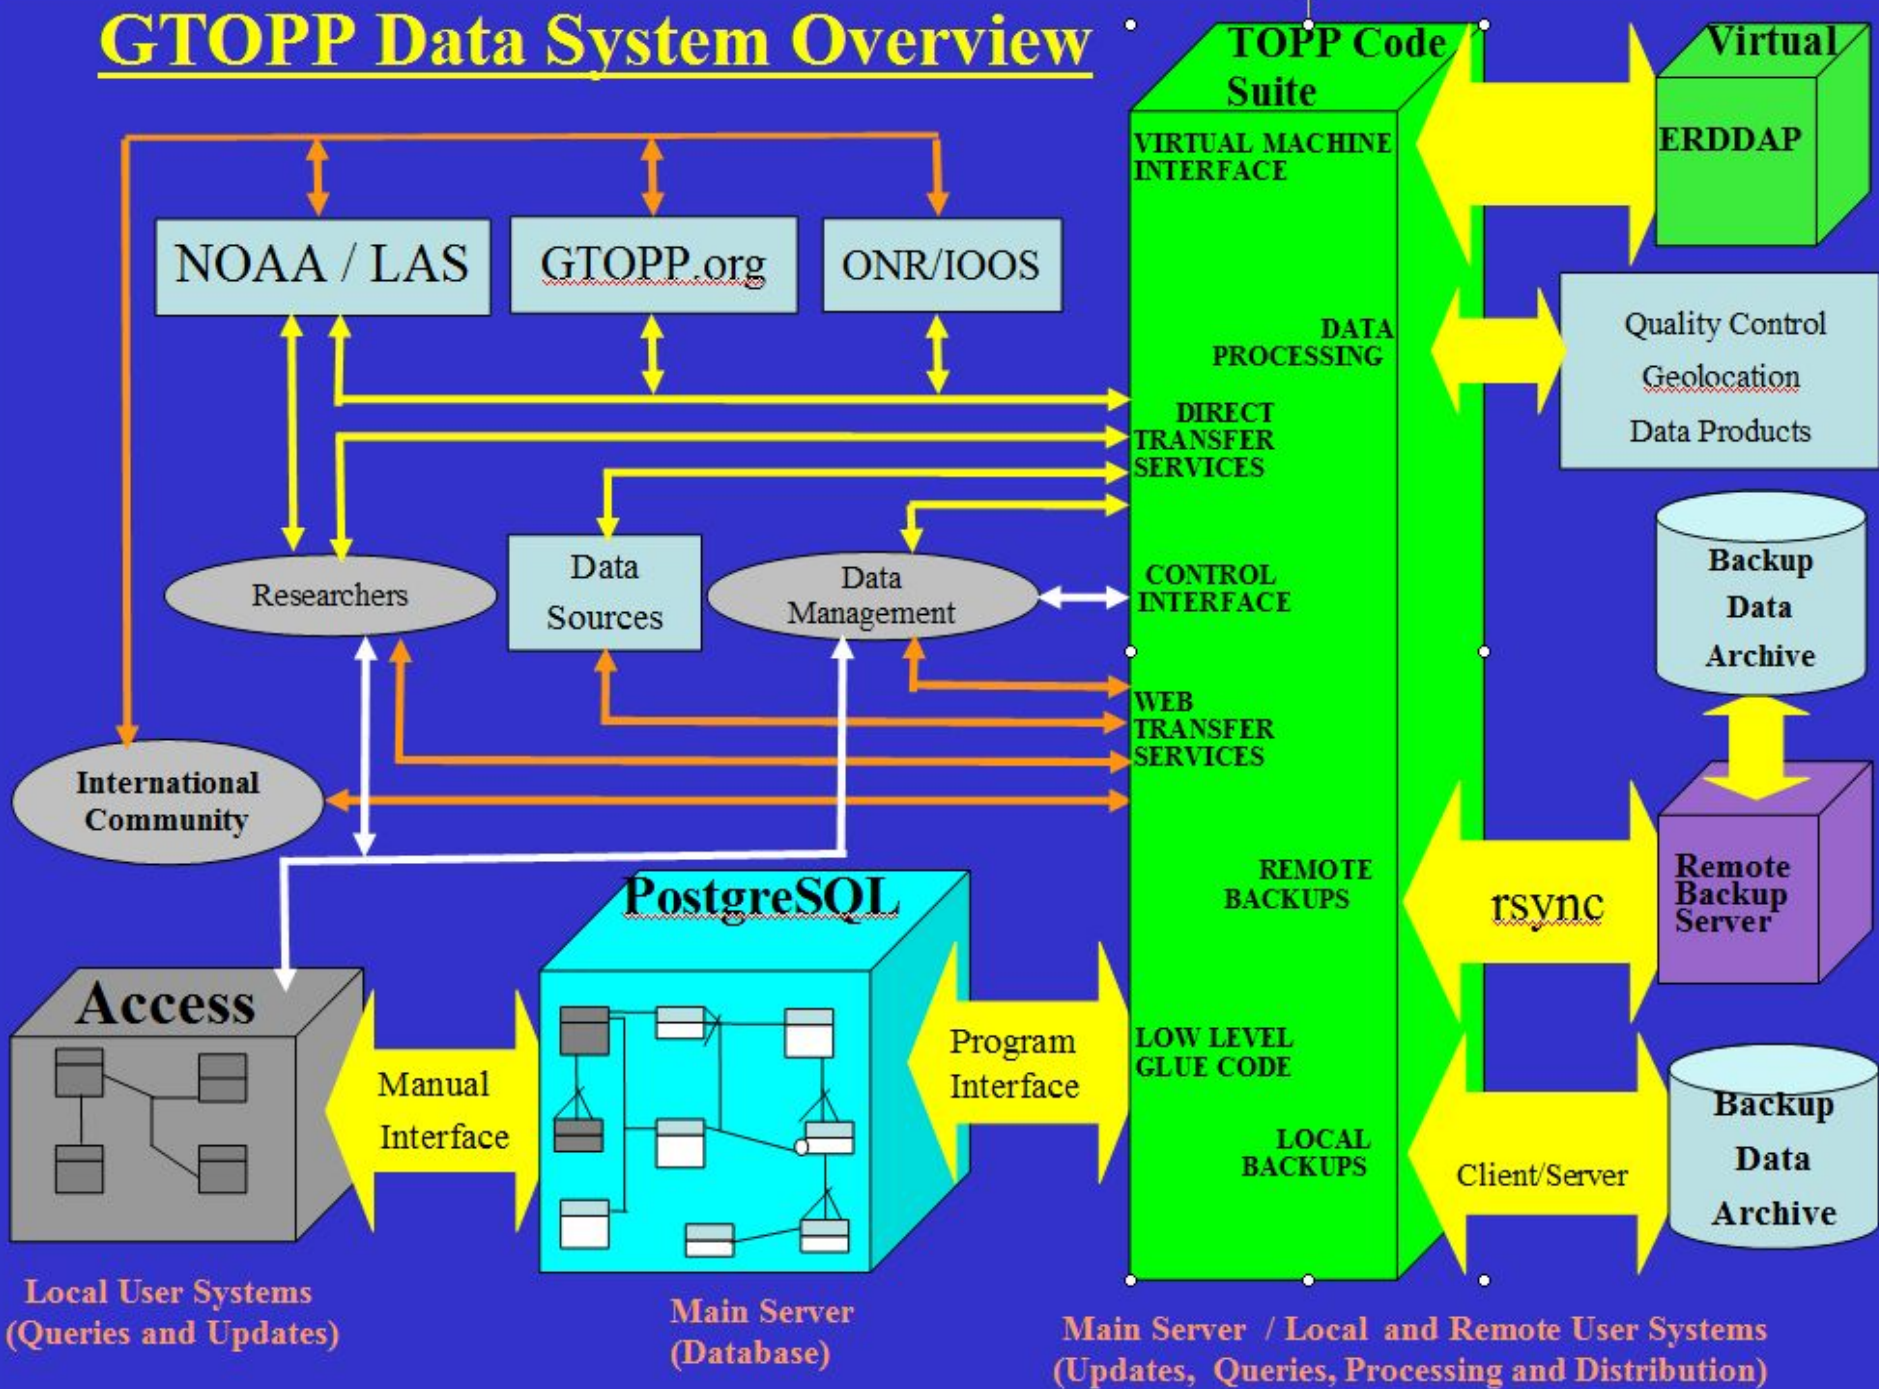 GTOPP Data System Overview
TOPP Code
Suite
Virtual
ERDDAP
VIRTUAL MACHINE
INTERFACE
NOAA / LAS
GTOPP.org
ONR/IOOS
DATA
PROCESSING
Quality Control
Geolocation
Data Products
DIRECT
TRANSFER
SERVICES
Researchers
Data
Sources
Data
Management
CONTROL
INTERFACE
Backup
Data
Archive
WEB
TRANSFER
SERVICES
International
Community
REMOTE
BACKUPS
rsync
Remote
Backup
Server
PostgreSQL
Access
Manual
Interface
Program
Interface
LOW LEVEL
GLUE CODE
LOCAL
BACKUPS
Client/Server
Backup
Data
Archive
Local User Systems
(Queries and Updates)
Main Server
(Database)
Main Server / Local and Remote User Systems
(Updates, Queries, Processing and Distribution)